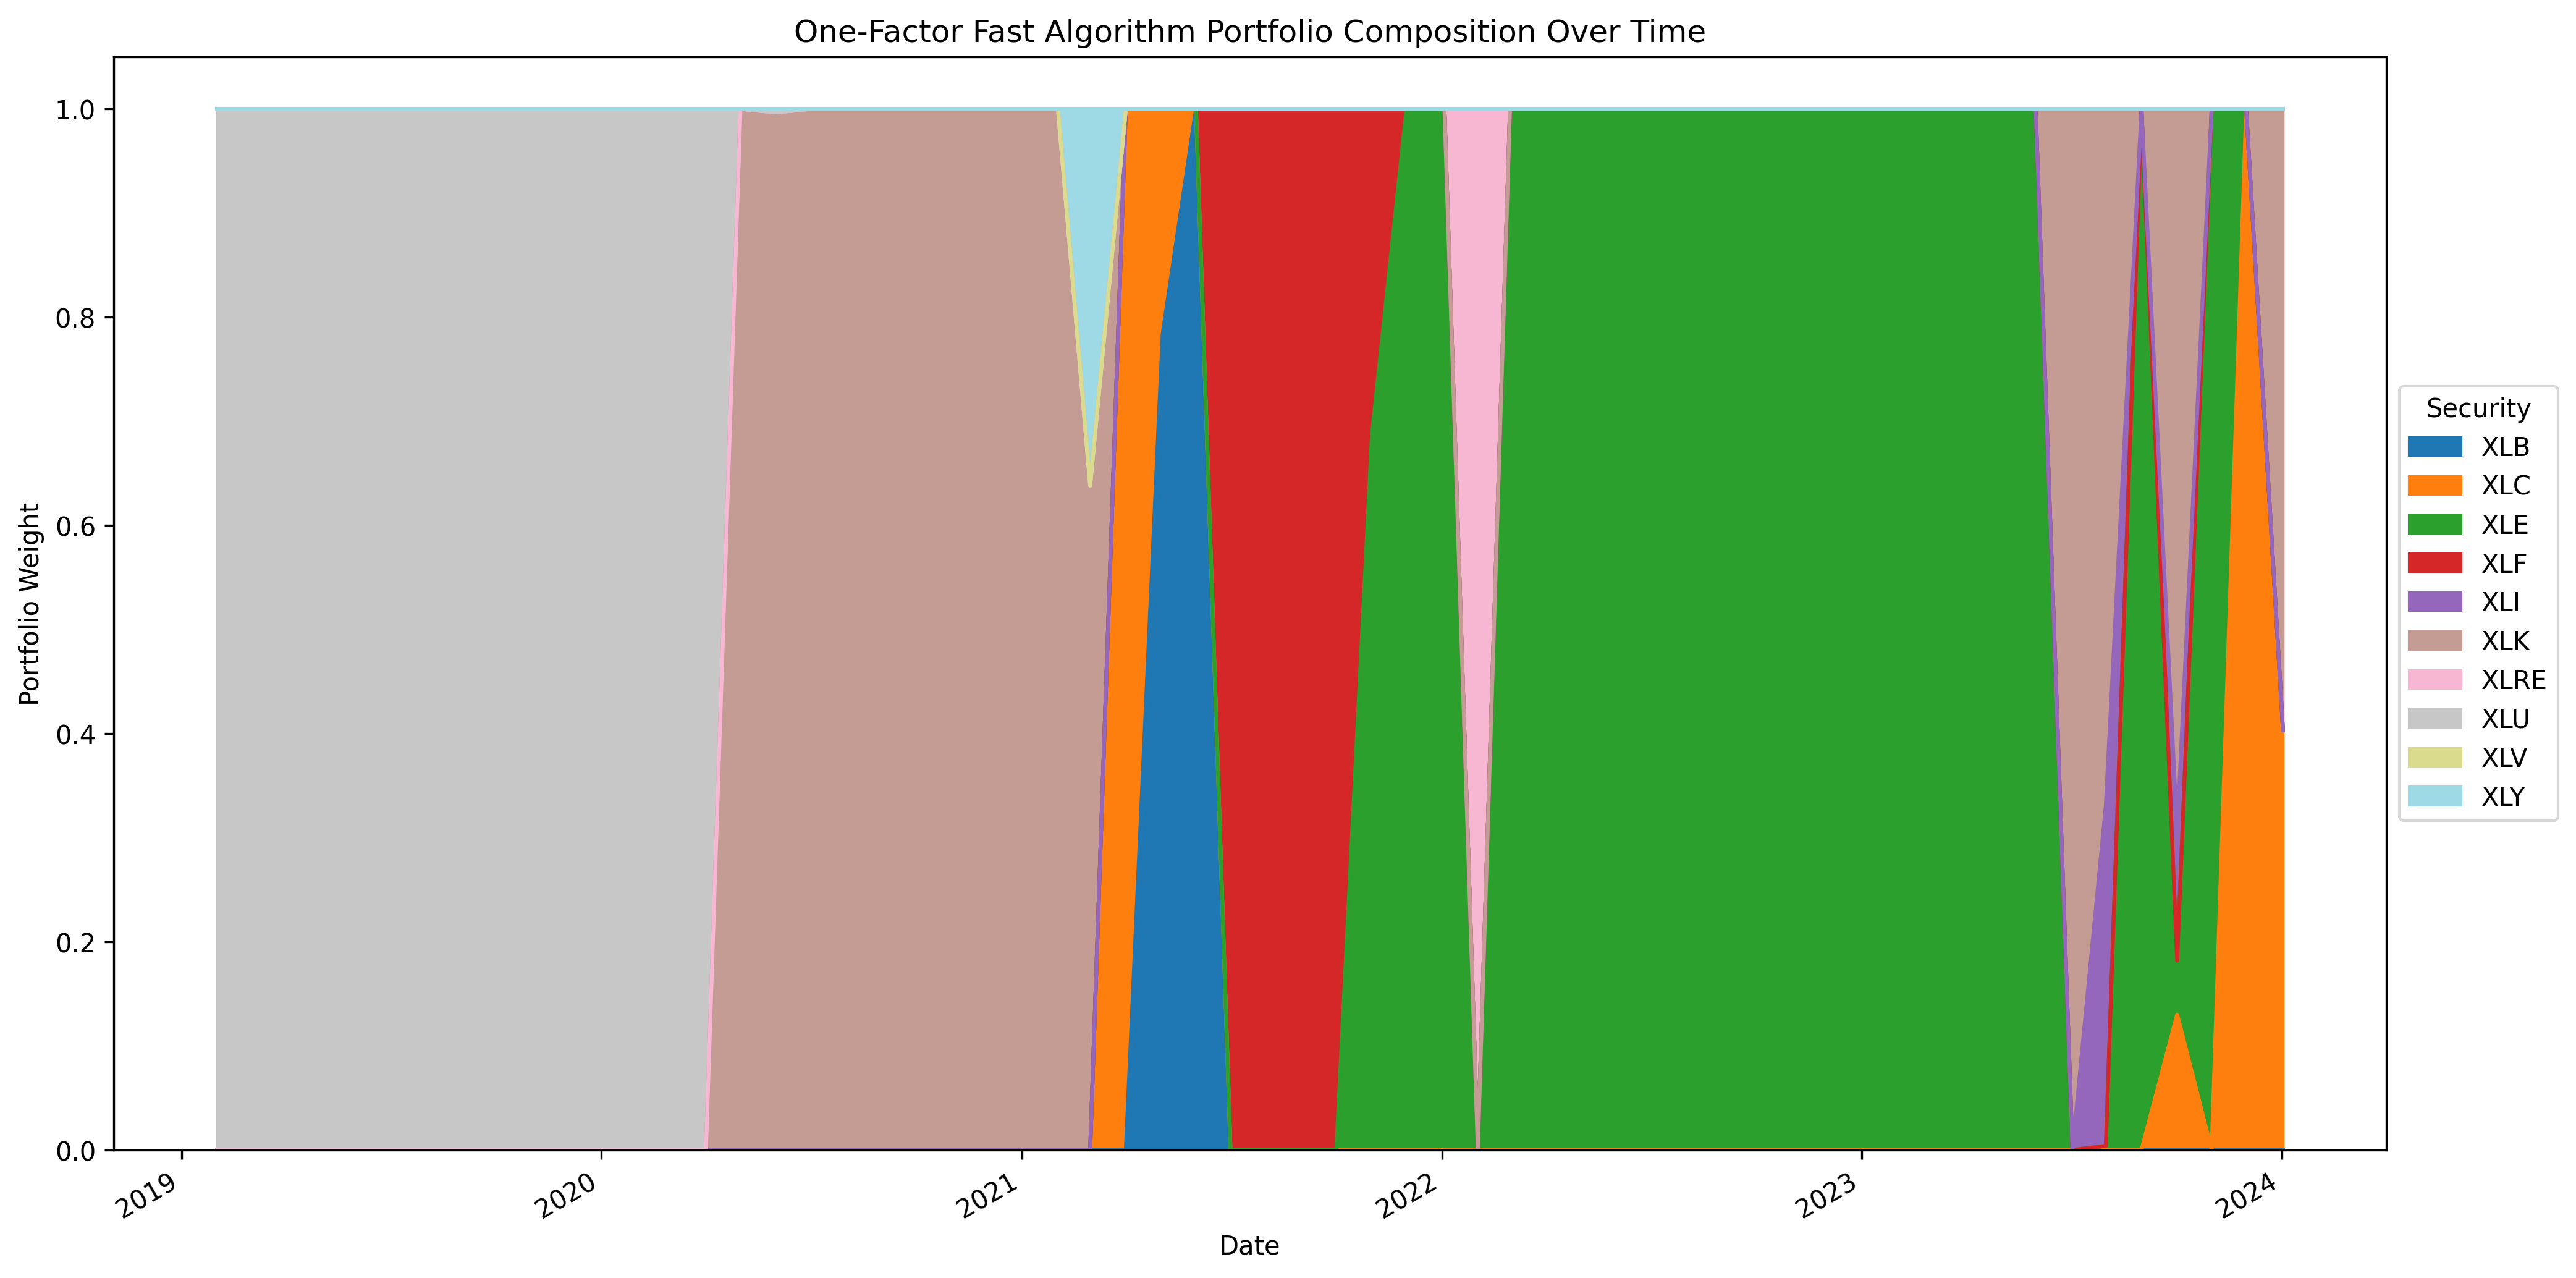 One-Factor Fast Algorithm Portfolio Composition Over Time
1.0
0.8
0.6
0.4
0.2
0.0
Portfolio Weight
2019
2020
2021
2022
2023
2024
Date
Security
XLB
XLC
XLE
XLF
XLI
XLK
XLRE
XLU
XLV
XLY